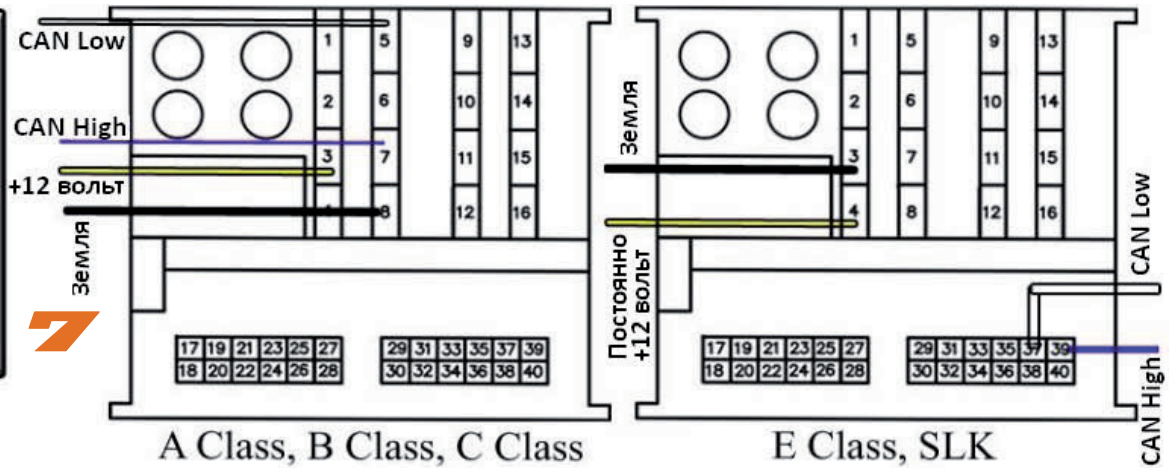 CAN Low
CAN High
+12 вольт
Земля
1 5 9 13
2 6 10 14
3 7 11 15
8 12 16
17 19 21 23 25 27
18 20 22 24 26 28
29 31 33 35 37 39
30 32 34 36 38 40
7
A Class, B Class, C Class
Земля
Постоянно
+12 вольт
1 5 9 13
2 6 10 14
3 7 11 15
4 8 12 16
17 19 21 23 25 27
18 20 22 24 26 28
29 31 33 35 37 39
30 32 34 36 38 40
CAN Low
CAN High
E Class, SLK